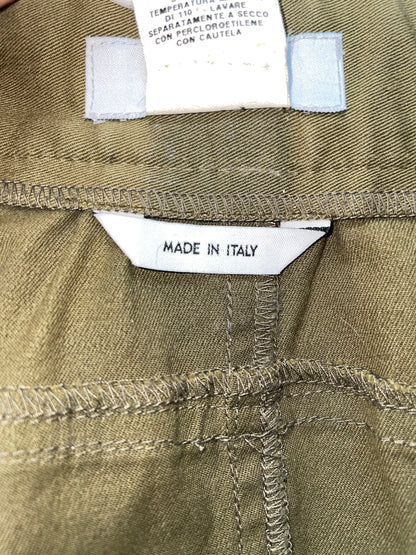 TEMPERATURA
DI 110°. LAVARE
SEPARATAMENTE A SECCO
CON PERCLOROETILENE
CON CAUTELA
MADE IN ITALY